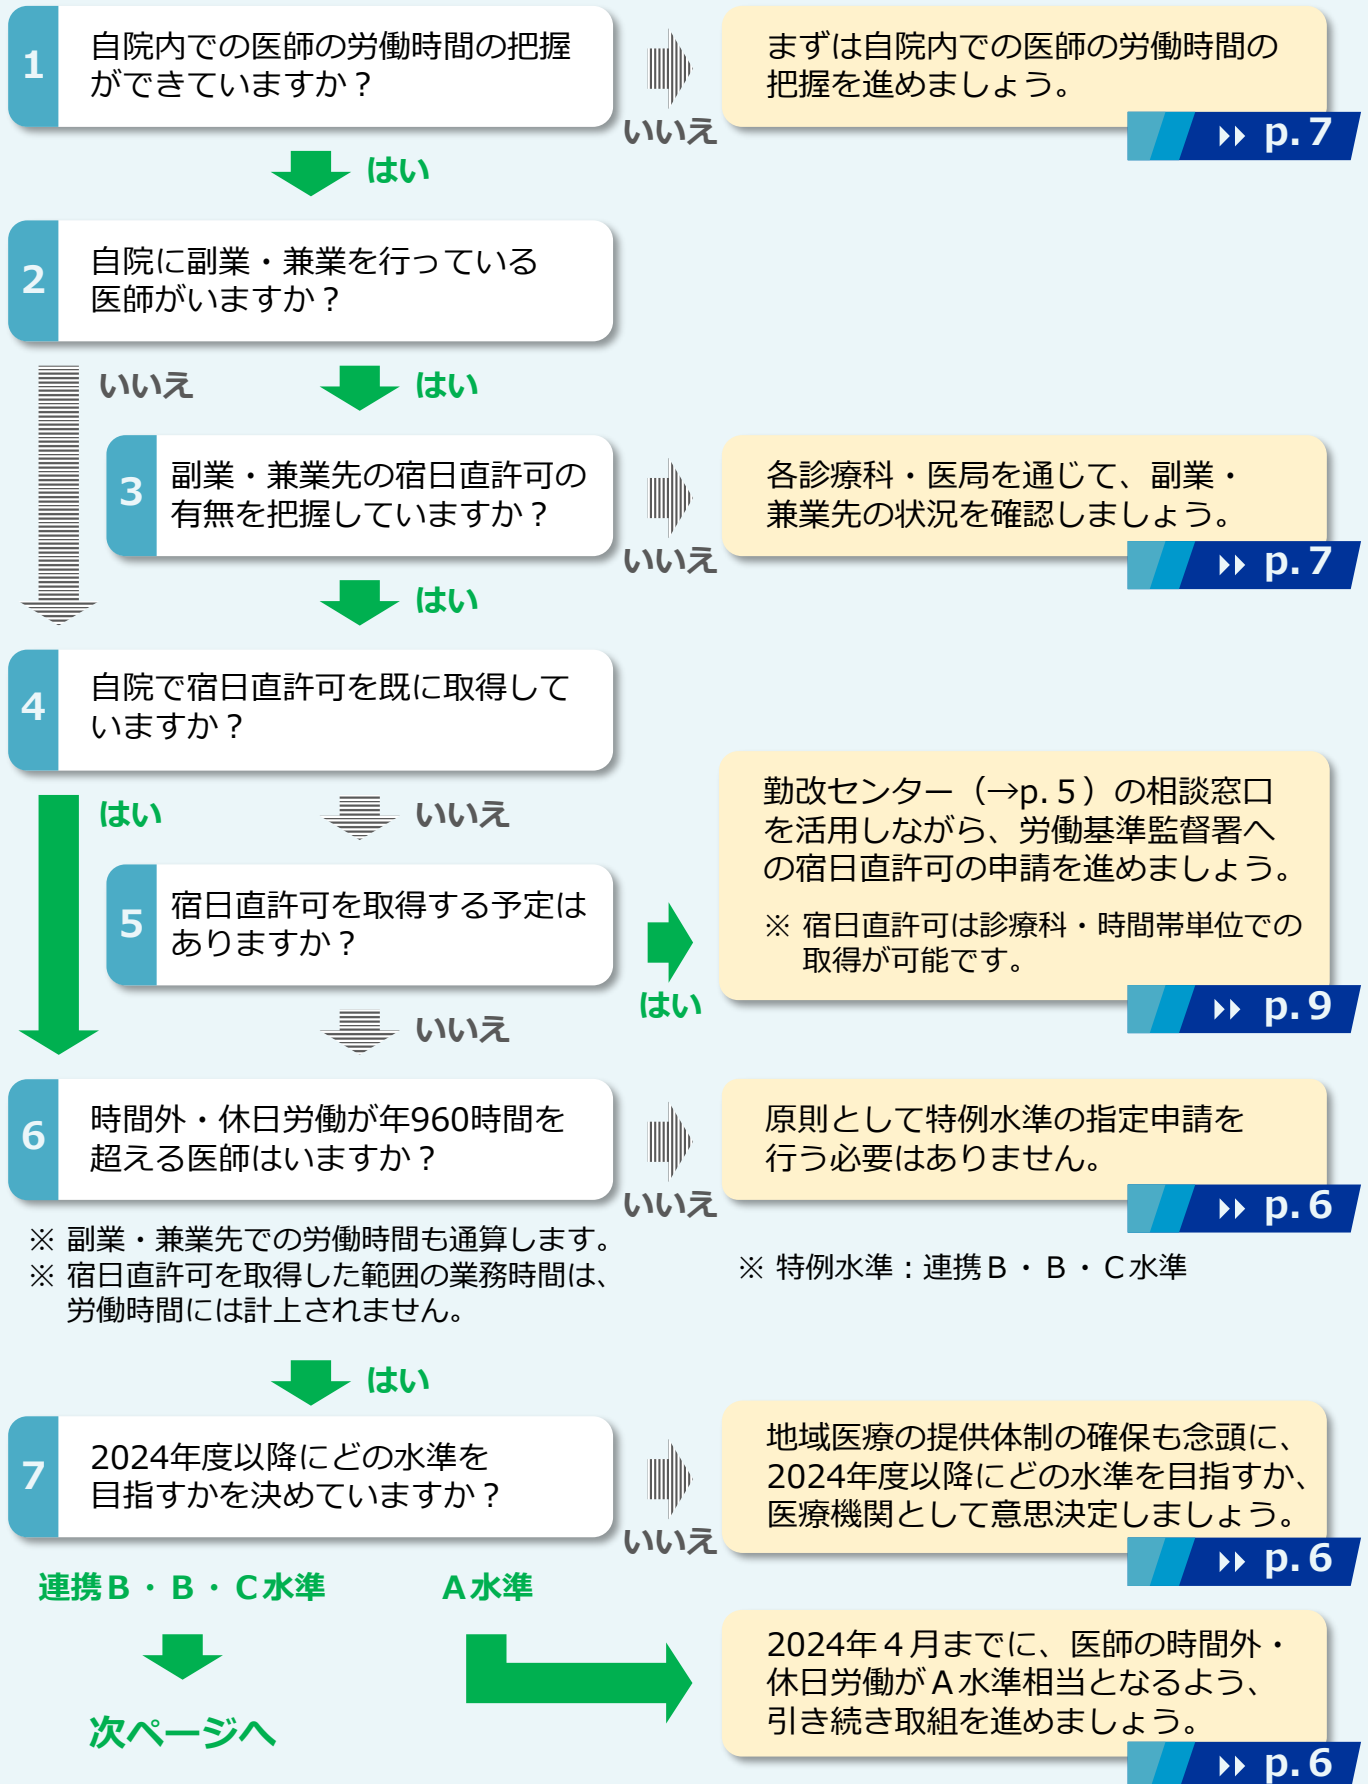 1
自院内での医師の労働時間の把握
ができていますか？
いいえ
まずは自院内での医師の労働時間の
把握を進めましょう。
p.7
はい
2
自院に副業・兼業を行っている
医師がいますか？
いいえ
はい
3
副業・兼業先の宿日直許可の
有無を把握していますか？
いいえ
各診療科・医局を通じて、副業・
兼業先の状況を確認しましょう。
p.7
はい
4
自院で宿日直許可を既に取得して
いますか？
はい
いいえ
5
宿日直許可を取得する予定は
ありますか？
はい
勤改センター（→p.５）の相談窓口
を活用しながら、労働基準監督署へ
の宿日直許可の申請を進めましょう。
※ 宿日直許可は診療科・時間帯単位での
取得が可能です。
p.9
いいえ
6
時間外・休日労働が年960時間を
超える医師はいますか？
いいえ
原則として特例水準の指定申請を
行う必要はありません。
p.6
※ 副業・兼業先での労働時間も通算します。
※ 宿日直許可を取得した範囲の業務時間は、
労働時間には計上されません。
※ 特例水準：連携Ｂ・Ｂ・Ｃ水準
はい
7
2024年度以降にどの水準を
目指すかを決めていますか？
いいえ
地域医療の提供体制の確保も念頭に、
2024年度以降にどの水準を目指すか、
医療機関として意思決定しましょう。
p.6
連携Ｂ・Ｂ・Ｃ水準
Ａ水準
2024年４月までに、医師の時間外・
休日労働がＡ水準相当となるよう、
引き続き取組を進めましょう。
p.6
次ページへ